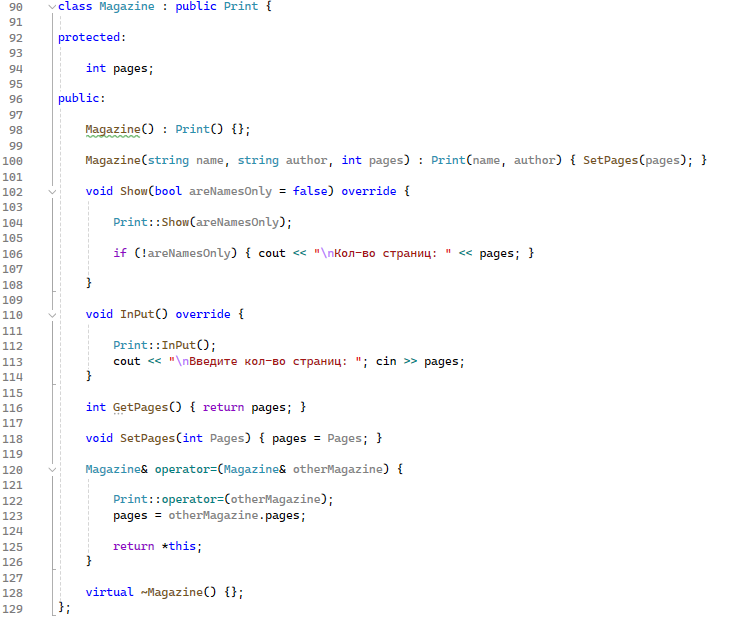 90 class Magazine : public Print {
91
92 protected:
93
94 int pages;
95
96 public:
97
98 Magazine() : Print() {};
99
100 Magazine(string name, string author, int pages) : Print(name, author) { SetPages(pages); }
101
102 void Show(bool areNamesOnly = false) override {
103
104 Print::Show(areNamesOnly);
105
106 if (!areNamesOnly) { cout << "\nКол-во страниц: " << pages; }
107
108 }
109
110 void InPut() override {
111
112 Print::InPut();
113 cout << "\nВведите кол-во страниц: "; cin >> pages;
114 }
115
116 int GetPages() { return pages; }
117
118 void SetPages(int Pages) { pages = Pages; }
119
120 Magazine& operator=(Magazine& otherMagazine) {
121
122 Print::operator=(otherMagazine);
123 pages = otherMagazine.pages;
124
125 return *this;
126 }
127
128 virtual ~Magazine() {};
129 };